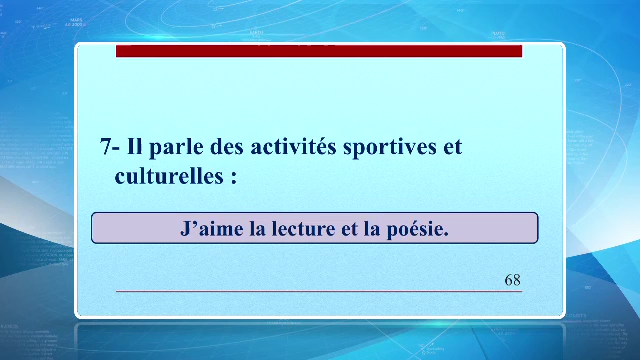 7- Il parle des activités sportives et
culturelles :
J’aime la lecture et la poésie.
68